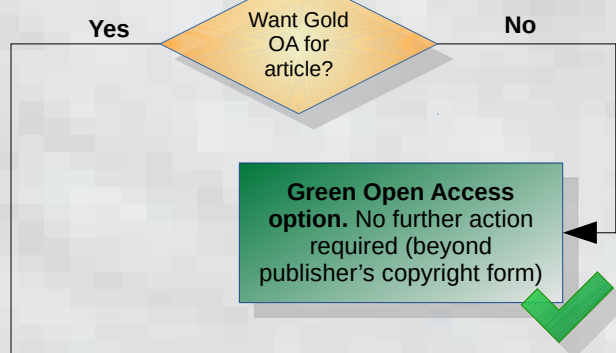 Yes
Want Gold
OA for
article?
No
Green Open Access
option. No further action
required (beyond
publisher’s copyright form)